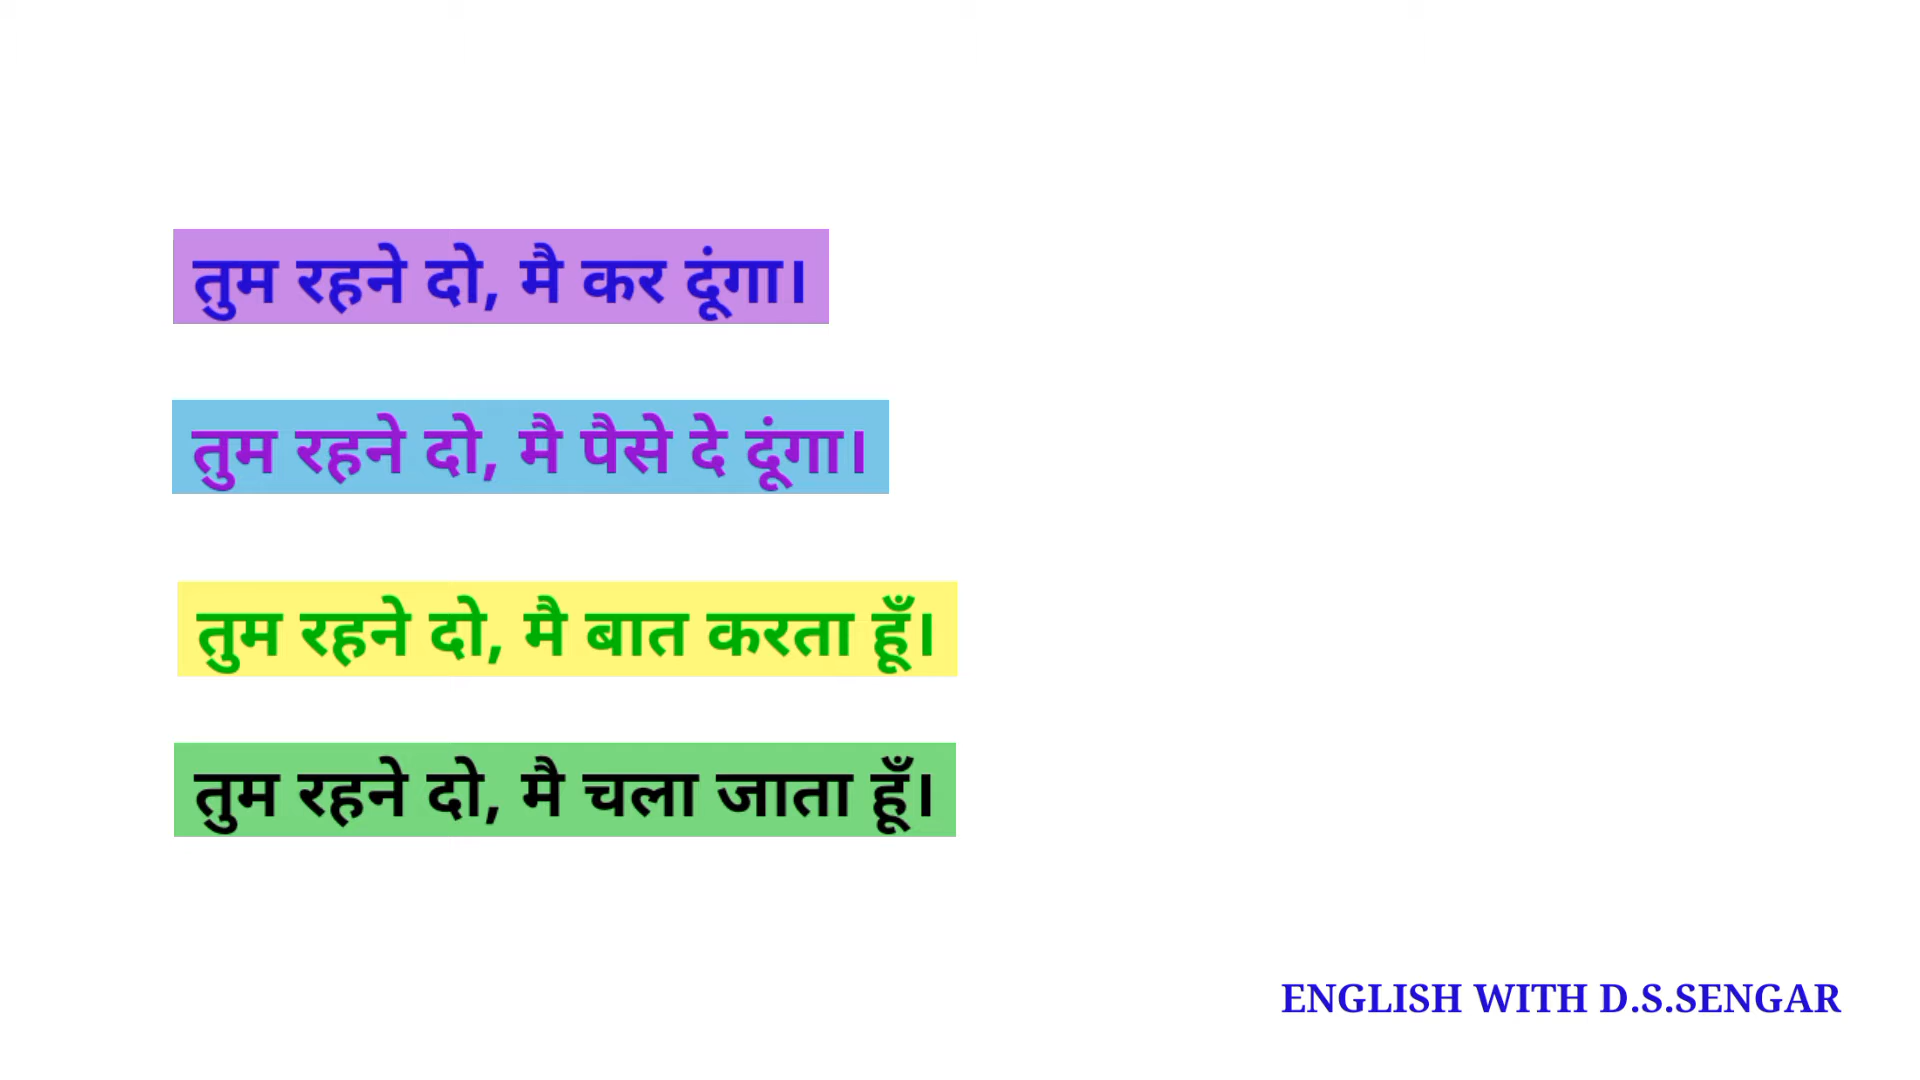 तुम रहने दो, मै कर दूंगा।
तुम रहने दो, मै पैसे दे दूंगा।
तुम रहने दो, मै बात करता हूँ।
तुम रहने दो, मै चला जाता हूँ।
ENGLISH WITH D.S.SENGAR